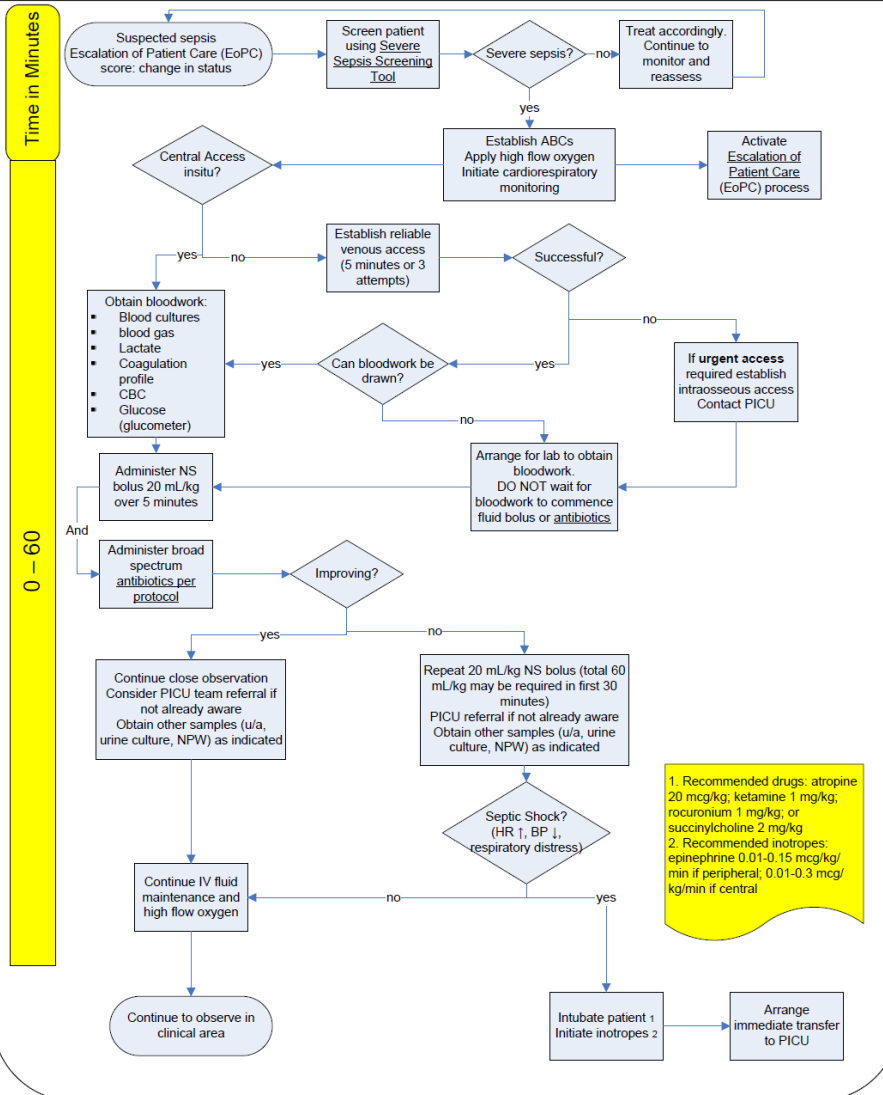 Time in Minutes
0 – 60
Suspected sepsis
Escalation of Patient Care (EoPC)
score: change in status
Screen patient
using Severe
Sepsis Screening
Tool
Severe sepsis?
no
Treat accordingly.
Continue to
monitor and
reassess
yes
Establish ABCs
Apply high flow oxygen
Initiate cardiorespiratory
monitoring
Activate
Escalation of
Patient Care
(EoPC) process
Central Access
insitu?
yes
no
Establish reliable
venous access
(5 minutes or 3
attempts)
Successful?
no
yes
If urgent access
required establish
intraosseous access
Contact PICU
Can bloodwork be
drawn?
yes
no
Obtain bloodwork:
▪ Blood cultures
▪ blood gas
▪ Lactate
▪ Coagulation
profile
▪ CBC
▪ Glucose
(glucometer)
Arrange for lab to obtain
bloodwork.
DO NOT wait for
bloodwork to commence
fluid bolus or antibiotics
Administer NS
bolus 20 mL/kg
over 5 minutes
And
Administer broad
spectrum
antibiotics per
protocol
Improving?
yes
no
Continue close observation
Consider PICU team referral if
not already aware
Obtain other samples (u/a,
urine culture, NPW) as indicated
Repeat 20 mL/kg NS bolus (total 60
mL/kg may be required in first 30
minutes)
PICU referral if not already aware
Obtain other samples (u/a, urine
culture, NPW) as indicated
Septic Shock?
(HR ↑, BP ↓,
respiratory distress)
no
yes
1. Recommended drugs: atropine
20 mcg/kg; ketamine 1 mg/kg;
rocuronium 1 mg/kg; or
succinylcholine 2 mg/kg
2. Recommended inotropes:
epinephrine 0.01-0.15 mcg/kg/
min if peripheral; 0.01-0.3 mcg/
kg/min if central
Continue IV fluid
maintenance and
high flow oxygen
Continue to observe in
clinical area
Intubate patient 1
Initiate inotropes 2
Arrange
immediate transfer
to PICU